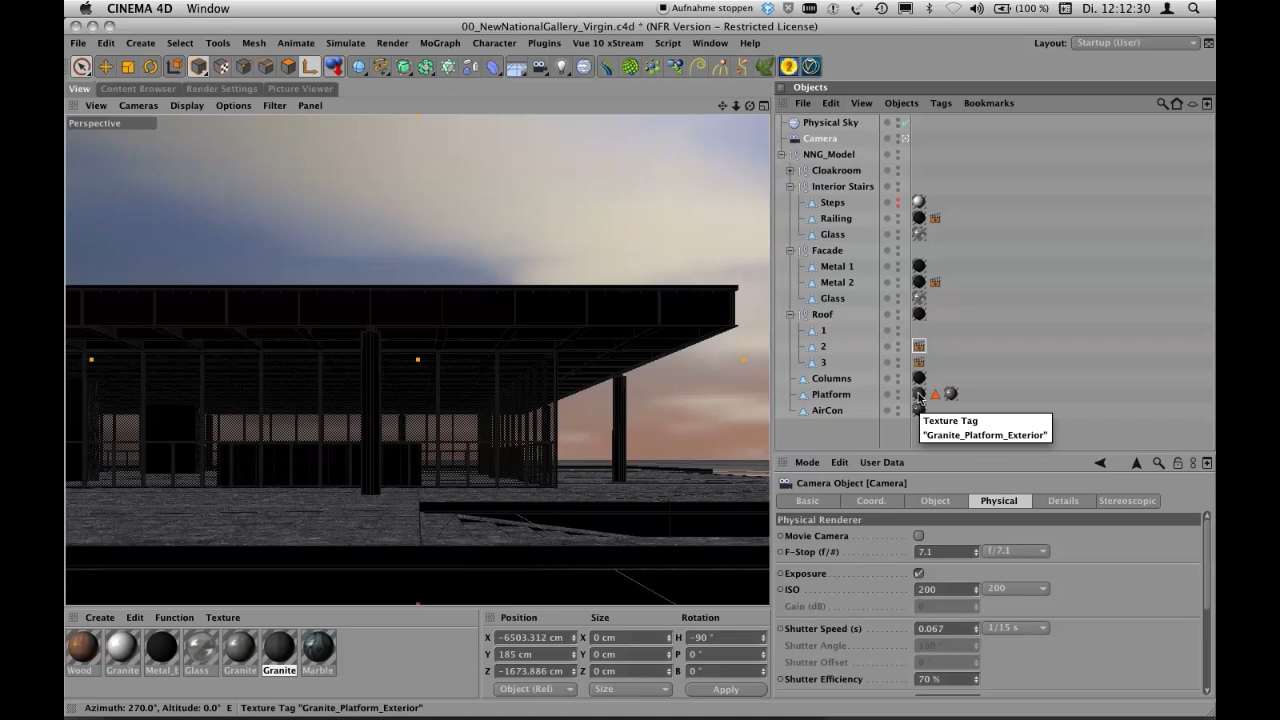 CINEMA 4D Window
Aufnahme stoppen
(100 %)
Di. 12:12:30
00_NewNationalGallery_Virgin.c4d * (NFR Version - Restricted License)
File Edit Create Select Tools Mesh Animate Simulate Render MoGraph Character Plugins Vue 10 xStream Script Window Help
Layout: Startup (User)
View Content Browser Render Settings Picture Viewer
View Cameras Display Options Filter Panel
Perspective
Objects
File Edit View Objects Tags Bookmarks
Physical Sky
Camera
NNG_Model
Cloakroom
Interior Stairs
Steps
Railing
Glass
Facade
Metal 1
Metal 2
Glass
Roof
1
2
3
Columns
Platform
AirCon
Texture Tag
"Granite_Platform_Exterior"
Mode Edit User Data
Camera Object [Camera]
Basic Coord. Object Physical Details Stereoscopic
Physical Renderer
Movie Camera
F-Stop (f/#) 7.1 f/7.1
Exposure
ISO 200 200
Gain (dB) 0
Shutter Speed (s) 0.067 1/15 s
Shutter Angle 180 °
Shutter Offset 0 °
Shutter Efficiency 70 %
Create Edit Function Texture
Wood Granite Metal_E Glass Granite Granite Marble
Position Size Rotation
X -6503.312 cm X 0 cm H -90 °
Y 185 cm Y 0 cm P 0 °
Z -1673.886 cm Z 0 cm B 0 °
Object (Rel) Size Apply
Azimuth: 270.0°, Altitude: 0.0° E Texture Tag "Granite_Platform_Exterior"